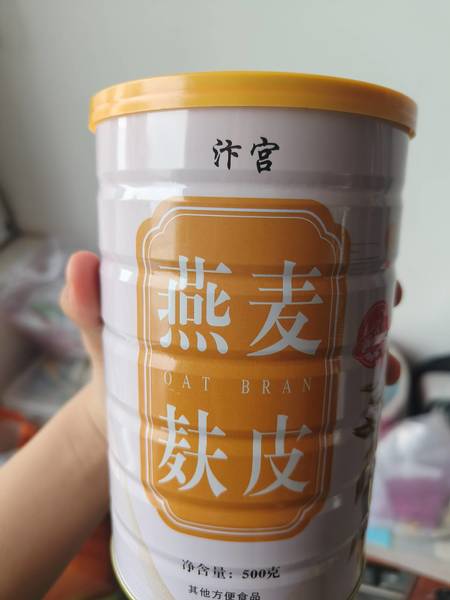 汴宫
燕麦
OAT BRAN
麸皮
净含量：500克
其他方便食品